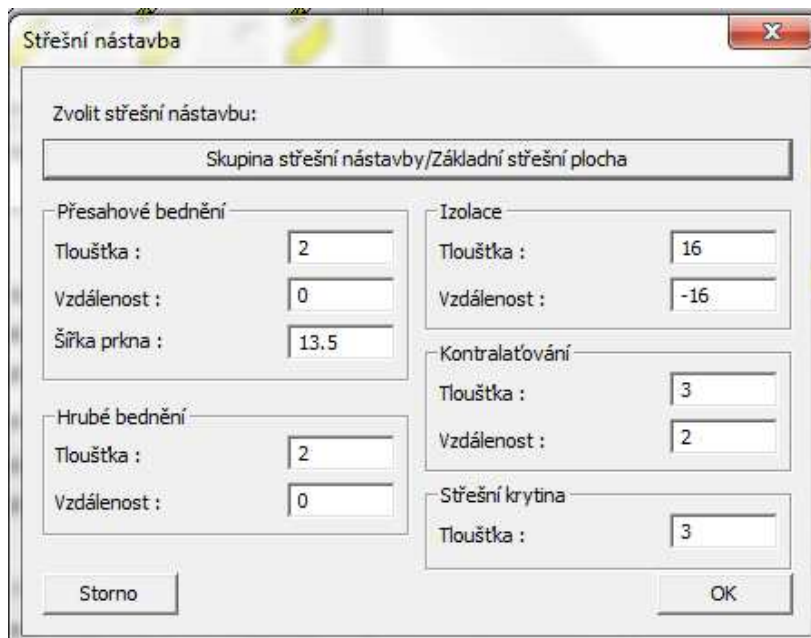 Střešní nástavba
Zvolit střešní nástavbu:
Skupina střešní nástavby/Základní střešní plocha
Přesahové bednění
Tloušťka : 2
Vzdálenost : 0
Šířka prkna : 13.5
Hrubé bednění
Tloušťka : 2
Vzdálenost : 0
Izolace
Tloušťka : 16
Vzdálenost : -16
Kontralaťování
Tloušťka : 3
Vzdálenost : 2
Střešní krytina
Tloušťka : 3
Storno
OK